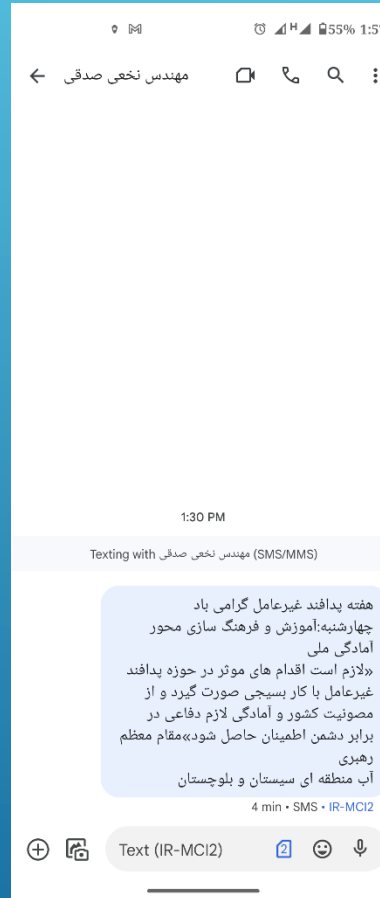 55% 1:5
مهندس نخعی صدقی
1:30 PM
Texting with مهندس نخعی صدقی (SMS/MMS)
هفته پدافند غیرعامل گرامی باد
چهارشنبه:آموزش و فرهنگ سازی محور
آمادگی ملی
«لازم است اقدام های موثر در حوزه پدافند
غیرعامل با کار بسیجی صورت گیرد و از
مصونیت کشور و آمادگی لازم دفاعی در
برابر دشمن اطمینان حاصل شود»مقام معظم
رهبری
آب منطقه ای سیستان و بلوچستان
4 min • SMS • IR-MCI2
Text (IR-MCI2)
2